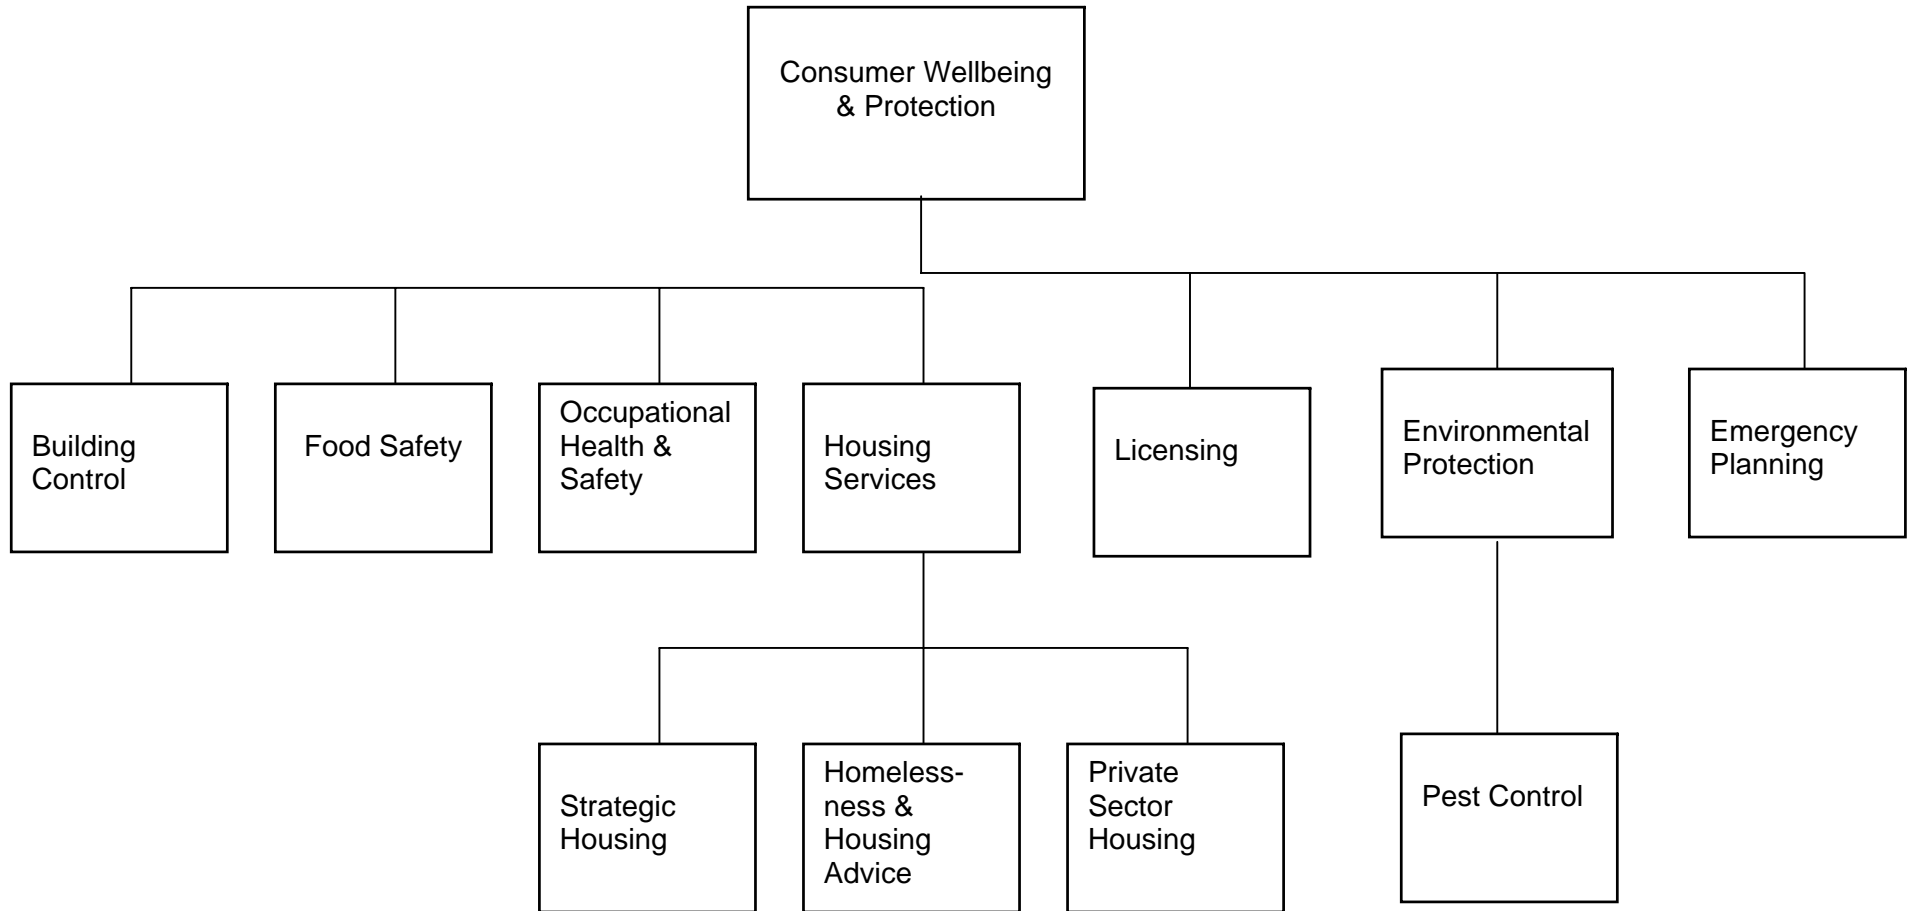 Consumer Wellbeing
& Protection
Building
Control
Food Safety
Occupational
Health &
Safety
Housing
Services
Licensing
Environmental
Protection
Emergency
Planning
Strategic
Housing
Homeless-
ness &
Housing
Advice
Private
Sector
Housing
Pest Control